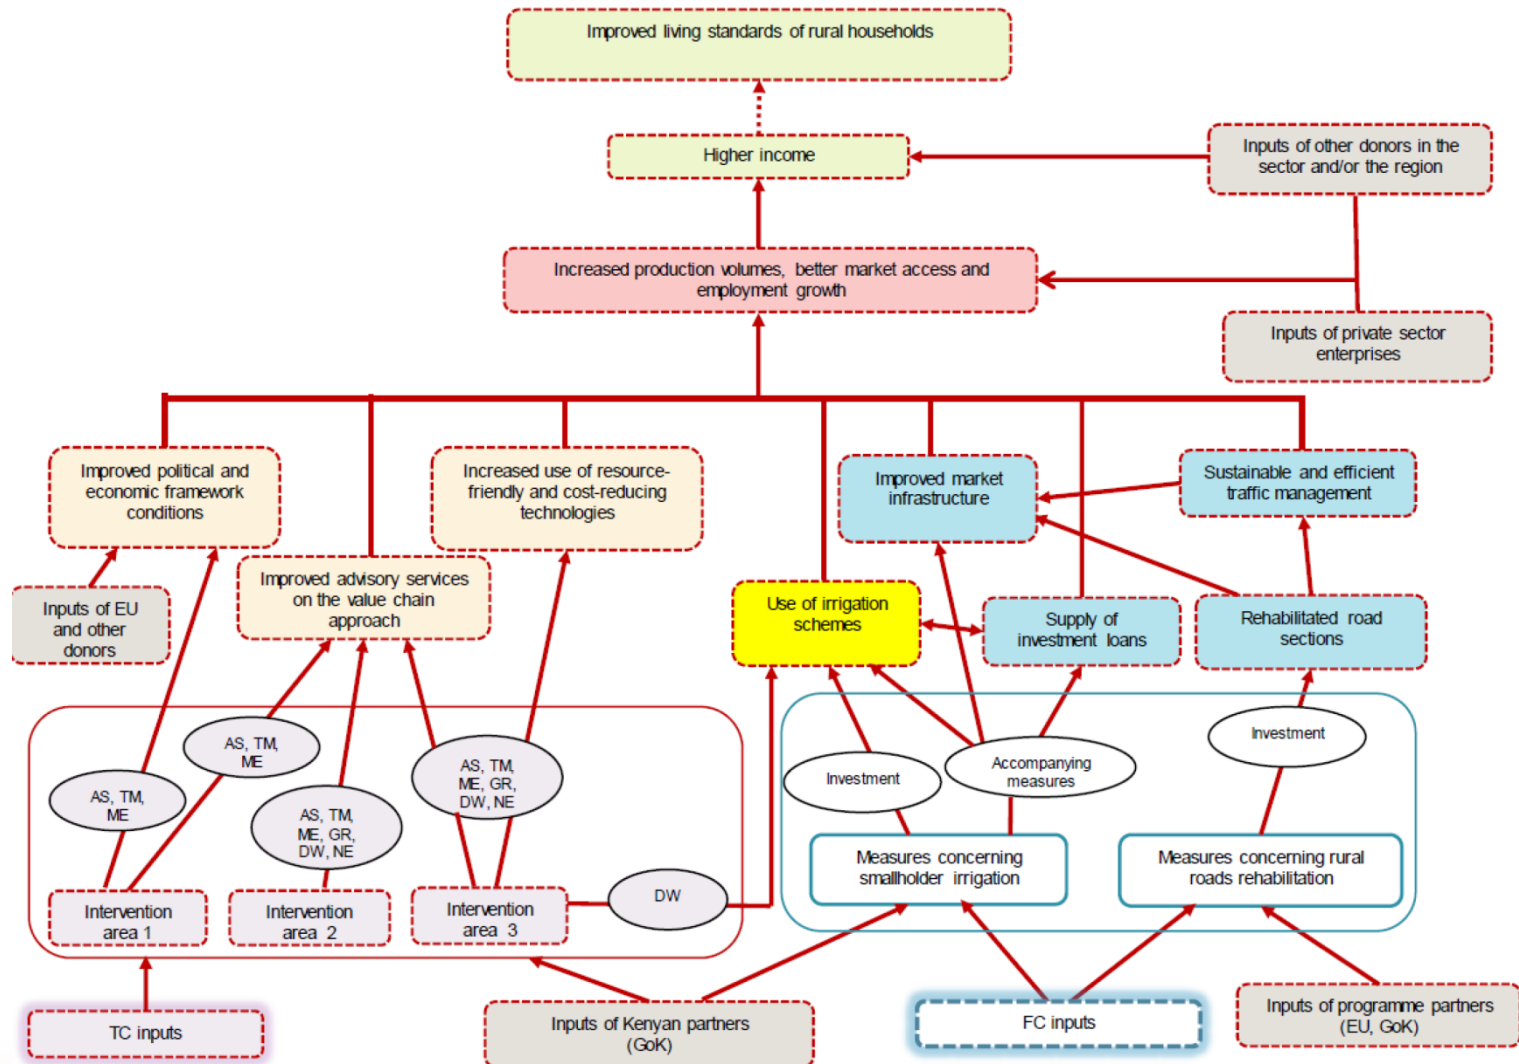 Improved living standards of rural households
Higher income
Inputs of other donors in the
sector and/or the region
Increased production volumes, better market access and
employment growth
Inputs of private sector
enterprises
Improved political and
economic framework
conditions
Increased use of resource-
friendly and cost-reducing
technologies
Improved market
infrastructure
Sustainable and efficient
traffic management
Improved advisory services
on the value chain
approach
Inputs of EU
and other
donors
Use of irrigation
schemes
Supply of
investment loans
Rehabilitated road
sections
AS, TM,
ME
AS, TM,
ME
AS, TM,
ME, GR,
DW, NE
AS, TM,
ME, GR,
DW, NE
Investment
Accompanying
measures
Investment
Measures concerning
smallholder irrigation
Measures concerning rural
roads rehabilitation
DW
Intervention
area 1
Intervention
area 2
Intervention
area 3
TC inputs
Inputs of Kenyan partners
(GoK)
FC inputs
Inputs of programme partners
(EU, GoK)